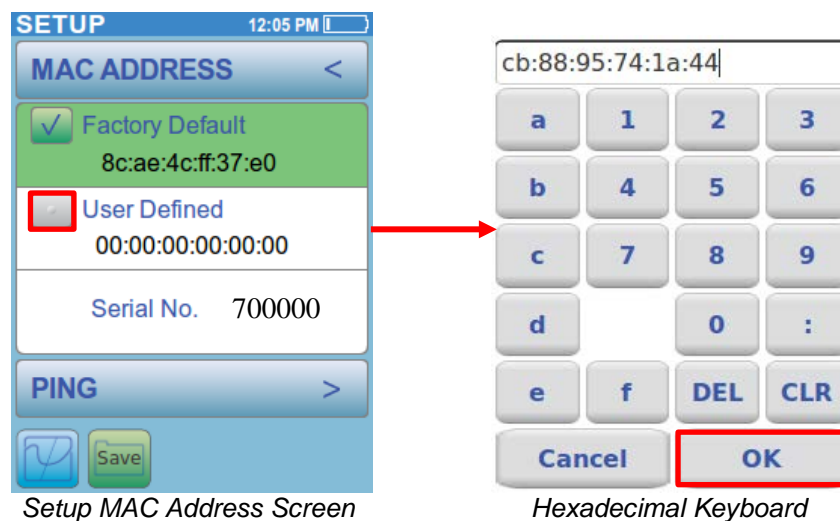 SETUP 12:05 PM
MAC ADDRESS <
√ Factory Default
8c:ae:4c:ff:37:e0
User Defined
00:00:00:00:00:00
Serial No. 700000
PING >
Save
Setup MAC Address Screen
cb:88:95:74:1a:44
a 1 2 3
b 4 5 6
c 7 8 9
d 0 :
e f DEL CLR
Cancel OK
Hexadecimal Keyboard